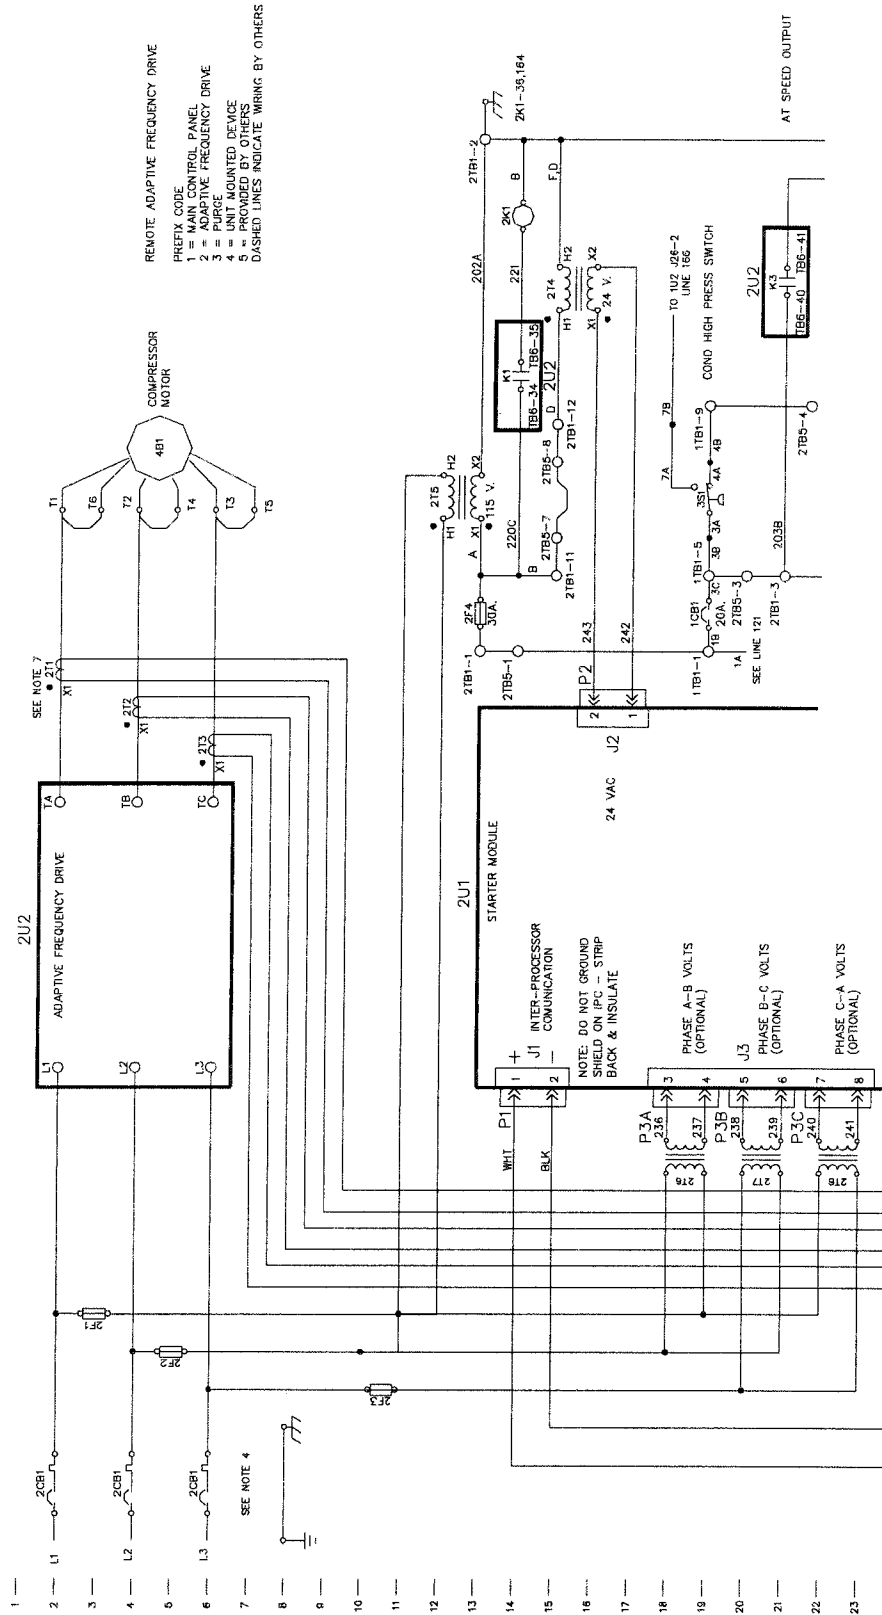 REMOTE ADAPTIVE FREQUENCY DRIVE
PREFIX CODE
1 = MAIN CONTROL PANEL
2 = ADAPTIVE FREQUENCY DRIVE
3 = PURGE
4 = UNIT MOUNTED DEVICE
5 = PROVIDED BY OTHERS
DASHED LINES INDICATE WIRING BY OTHERS
1
2
3
4
5
6
7
8
9
10
11
12
13
14
15
16
17
18
19
20
21
22
23
L1
2CB1
L2
2CB1
L3
2CB1
SEE NOTE 4
2F1
2F2
2F3
2U2
ADAPTIVE FREQUENCY DRIVE
L1
L2
L3
TA
TB
TC
SEE NOTE 7
2T1
X1
2T2
X1
2T3
X1
T1
T6
T2
T4
T3
T5
4B1
COMPRESSOR
MOTOR
H1
2T5
H2
X1
115 V.
X2
202A
2TB1-2
2K1-36,164
2TB1-1
2F4
30A.
A
220C
K1
TB6-34
TB6-35
2U2
221
2K1
B
B
2TB1-11
2TB5-7
2TB5-8
2TB1-12
D
H1
2T4
H2
F,D
X1
24 V.
X2
2TB5-1
243
242
P2
2
1
J2
24 VAC
2U1
STARTER MODULE
P1
WHT
BLK
1
+
2
-
J1
INTER-PROCESSOR
COMUNICATION
NOTE: DO NOT GROUND
SHIELD ON IPC - STRIP
BACK & INSULATE
P3A
236
237
2T6
3
4
PHASE A-B VOLTS
(OPTIONAL)
J3
P3B
238
239
2T7
5
6
PHASE B-C VOLTS
(OPTIONAL)
P3C
240
241
2T8
7
8
PHASE C-A VOLTS
(OPTIONAL)
1TB1-1
19
1CB1
20A.
3C
1TB1-5
3B
3A
3S1
4A
4B
1TB1-9
7A
7B
TO 1U2 J26-2
LINE 166
COND HIGH PRESS SWITCH
1A
SEE LINE 121
2TB5-3
2TB1-3
2TB5-4
203B
2U2
K3
TB6-40
TB6-41
AT SPEED OUTPUT